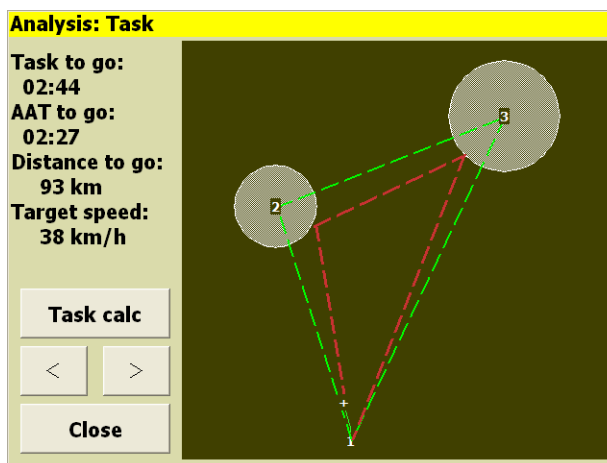 Analysis: Task
Task to go:
02:44
AAT to go:
02:27
Distance to go:
93 km
Target speed:
38 km/h
Task calc
<
>
Close
3
2
+
1